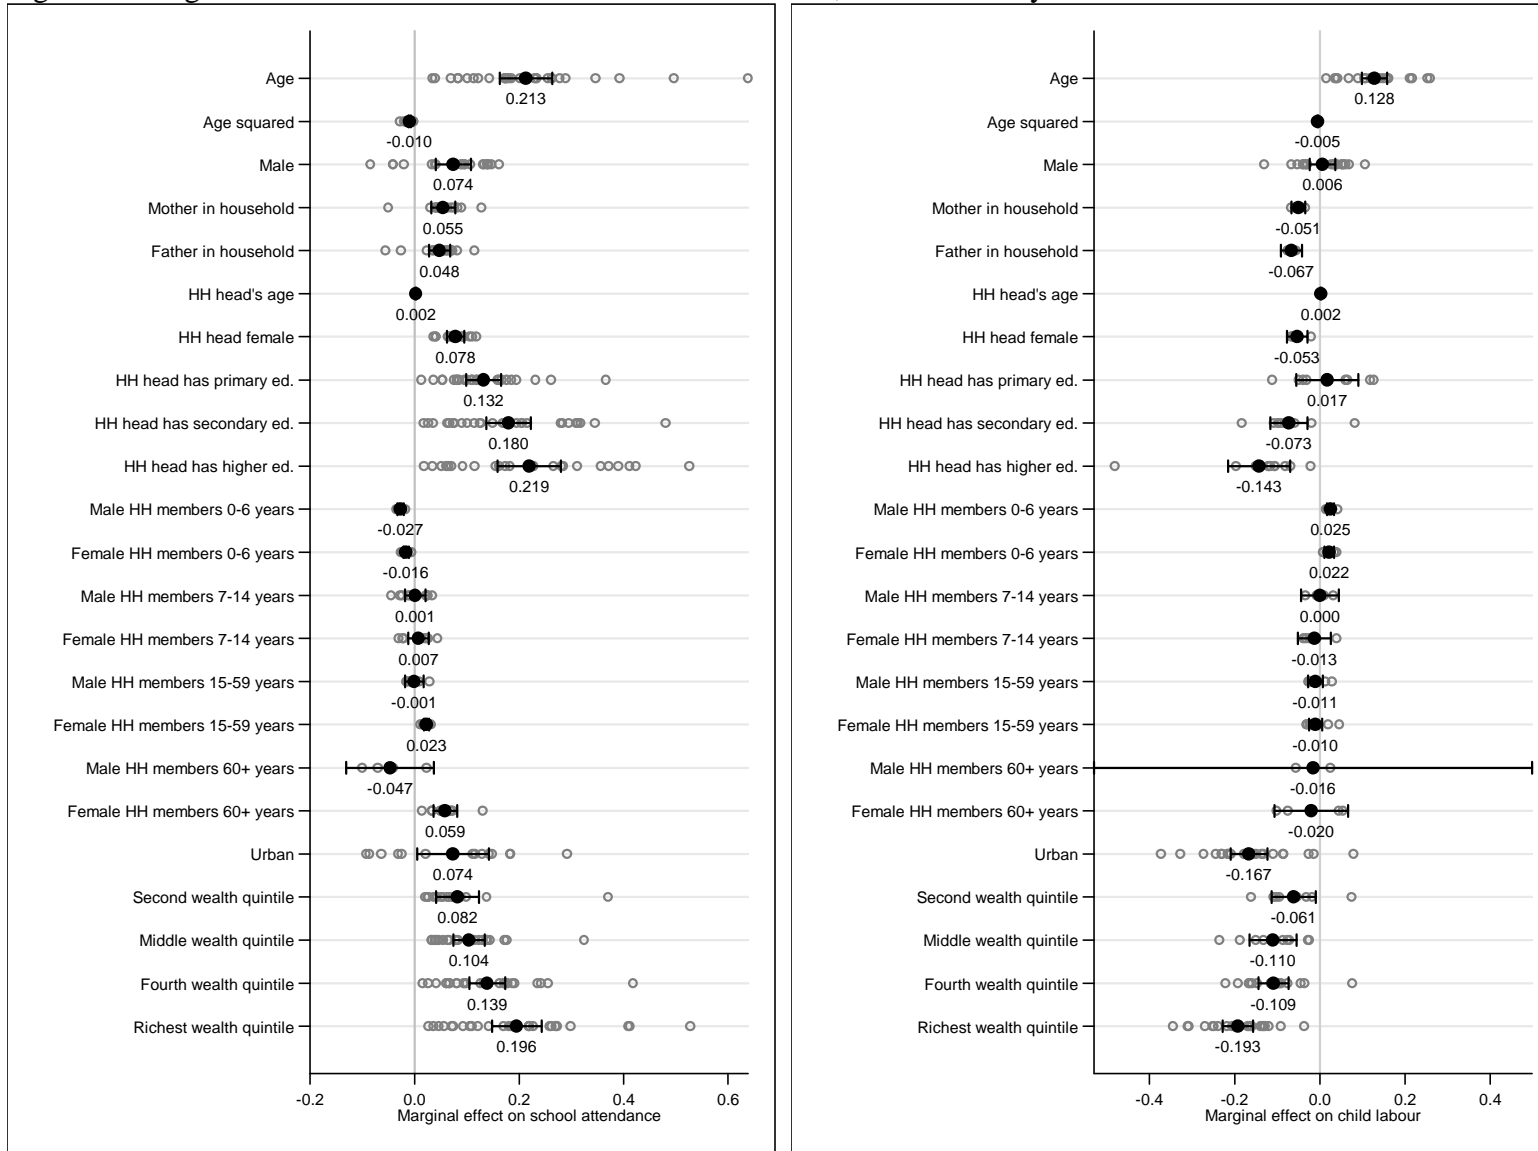 Age
0.213
Age squared
-0.010
Male
0.074
Mother in household
0.055
Father in household
0.048
HH head's age
0.002
HH head female
0.078
HH head has primary ed.
0.132
HH head has secondary ed.
0.180
HH head has higher ed.
0.219
Male HH members 0-6 years
-0.027
Female HH members 0-6 years
-0.016
Male HH members 7-14 years
0.001
Female HH members 7-14 years
0.007
Male HH members 15-59 years
-0.001
Female HH members 15-59 years
0.023
Male HH members 60+ years
-0.047
Female HH members 60+ years
0.059
Urban
0.074
Second wealth quintile
0.082
Middle wealth quintile
0.104
Fourth wealth quintile
0.139
Richest wealth quintile
0.196
-0.2 0.0 0.2 0.4 0.6
Marginal effect on school attendance
Age
0.128
Age squared
-0.005
Male
0.006
Mother in household
-0.051
Father in household
-0.067
HH head's age
0.002
HH head female
-0.053
HH head has primary ed.
0.017
HH head has secondary ed.
-0.073
HH head has higher ed.
-0.143
Male HH members 0-6 years
0.025
Female HH members 0-6 years
0.022
Male HH members 7-14 years
0.000
Female HH members 7-14 years
-0.013
Male HH members 15-59 years
-0.011
Female HH members 15-59 years
-0.010
Male HH members 60+ years
-0.016
Female HH members 60+ years
-0.020
Urban
-0.167
Second wealth quintile
-0.061
Middle wealth quintile
-0.110
Fourth wealth quintile
-0.109
Richest wealth quintile
-0.193
-0.4 -0.2 0.0 0.2 0.4
Marginal effect on child labour